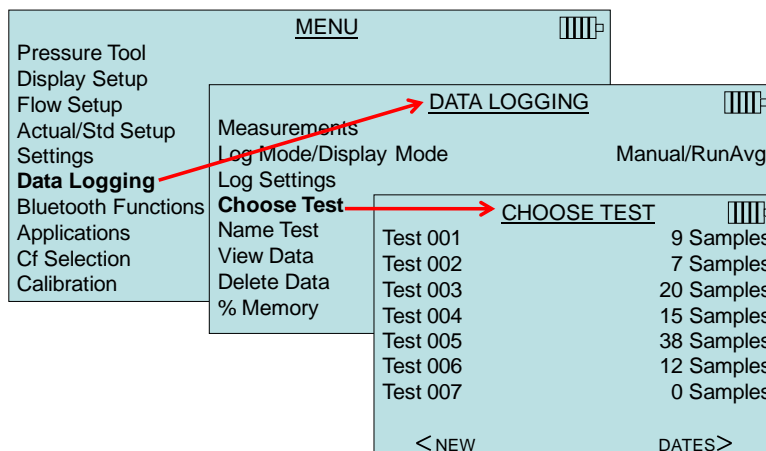 MENU
Pressure Tool
Display Setup
Flow Setup
Actual/Std Setup
Settings
Data Logging
Bluetooth Functions
Applications
Cf Selection
Calibration
DATA LOGGING
Measurements
Log Mode/Display Mode Manual/RunAvg
Log Settings
Choose Test
Name Test
View Data
Delete Data
% Memory
CHOOSE TEST
Test 001 9 Samples
Test 002 7 Samples
Test 003 20 Samples
Test 004 15 Samples
Test 005 38 Samples
Test 006 12 Samples
Test 007 0 Samples
<NEW DATES>